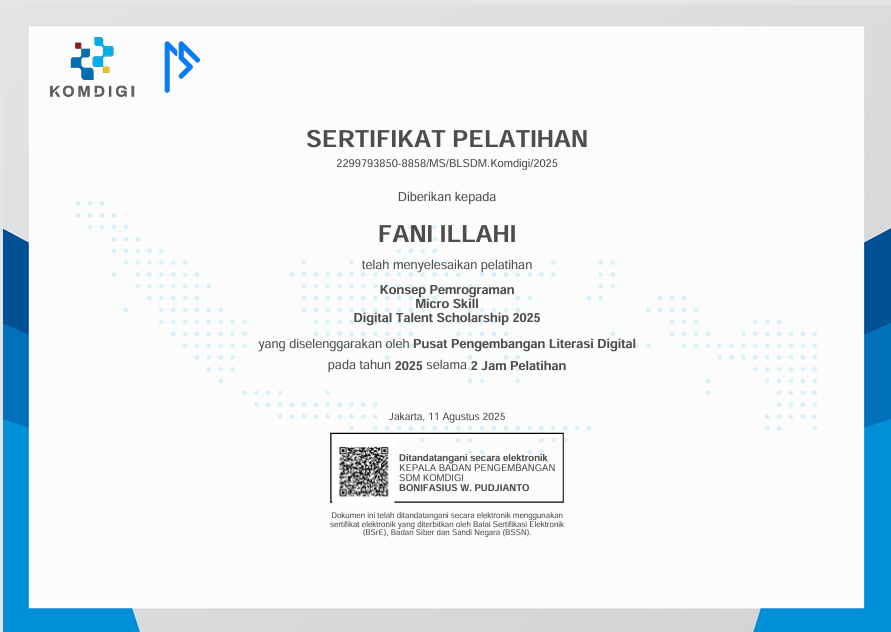 KOMDIGI
SERTIFIKAT PELATIHAN
2299793850-8858/MS/BLSDM.Komdigi/2025
Diberikan kepada
FANI ILLAHI
telah menyelesaikan pelatihan
Konsep Pemrograman
Micro Skill
Digital Talent Scholarship 2025
yang diselenggarakan oleh Pusat Pengembangan Literasi Digital
pada tahun 2025 selama 2 Jam Pelatihan
Jakarta, 11 Agustus 2025
Ditandatangani secara elektronik
KEPALA BADAN PENGEMBANGAN
SDM KOMDIGI
BONIFASIUS W. PUDJIANTO
Dokumen ini telah ditandatangani secara elektronik menggunakan
sertifikat elektronik yang diterbitkan oleh Balai Sertifikasi Elektronik
(BSrE), Badan Siber dan Sandi Negara (BSSN).